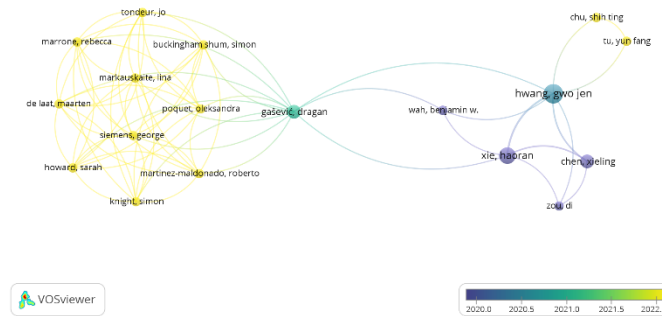 tondeur, jo
chu, shih ting
marrone, rebecca
buckingham shum, simon
tu, yun fang
markauskaite, lina
hwang, gwo jen
de laat, maarten
poquet, oleksandra
gašević, dragan
wah, benjamin w.
siemens, george
xie, haoran
chen, xieling
howard, sarah
martinez-maldonado, roberto
knight, simon
zou, di
VOSviewer
2020.0 2020.5 2021.0 2021.5 2022.